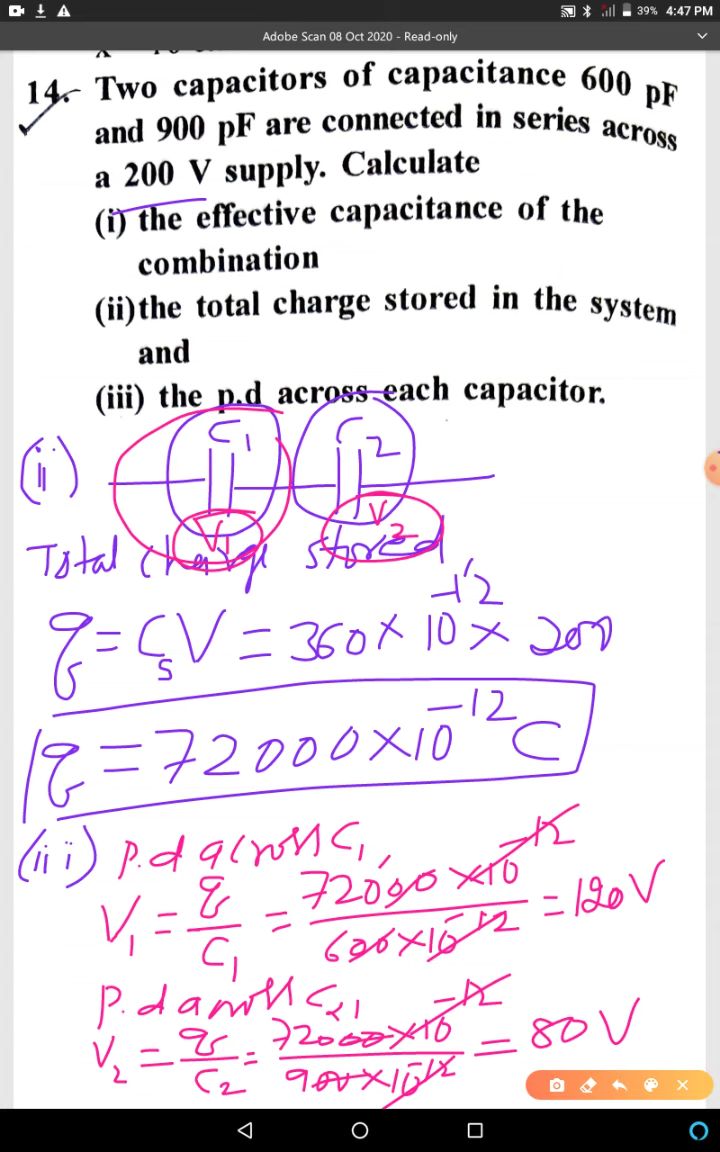 39% 4:47 PM
Adobe Scan 08 Oct 2020 - Read-only
14. Two capacitors of capacitance 600 pF
and 900 pF are connected in series across
a 200 V supply. Calculate
(i) the effective capacitance of the
combination
(ii) the total charge stored in the system
and
(iii) the p.d across each capacitor.
(ii) C1 C2
V1 V2
Total charge stored
q = CsV = 360 × 10^-12 × 200
q = 72000 × 10^-12 C
(iii) P.d across C1,
V1 = q/C1 = 72000 × 10^-12 / 600 × 10^-12 = 120 V
P.d across C2,
V2 = q/C2 = 72000 × 10^-12 / 900 × 10^-12 = 80 V